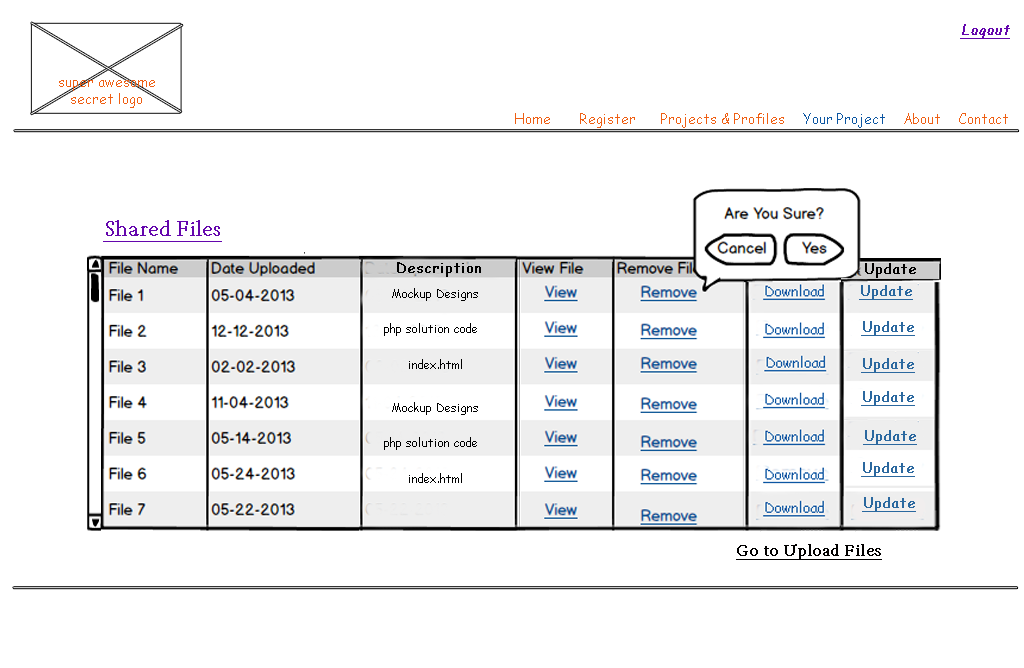 Logout
super awesome
secret logo
Home Register Projects & Profiles Your Project About Contact
Are You Sure?
Cancel Yes
Shared Files
File Name Date Uploaded Description View File Remove Update
File 1 05-04-2013 Mockup Designs View Remove Download Update
File 2 12-12-2013 php solution code View Remove Download Update
File 3 02-02-2013 index.html View Remove Download Update
File 4 11-04-2013 Mockup Designs View Remove Download Update
File 5 05-14-2013 php solution code View Remove Download Update
File 6 05-24-2013 index.html View Remove Download Update
File 7 05-22-2013 View Remove Download Update
Go to Upload Files